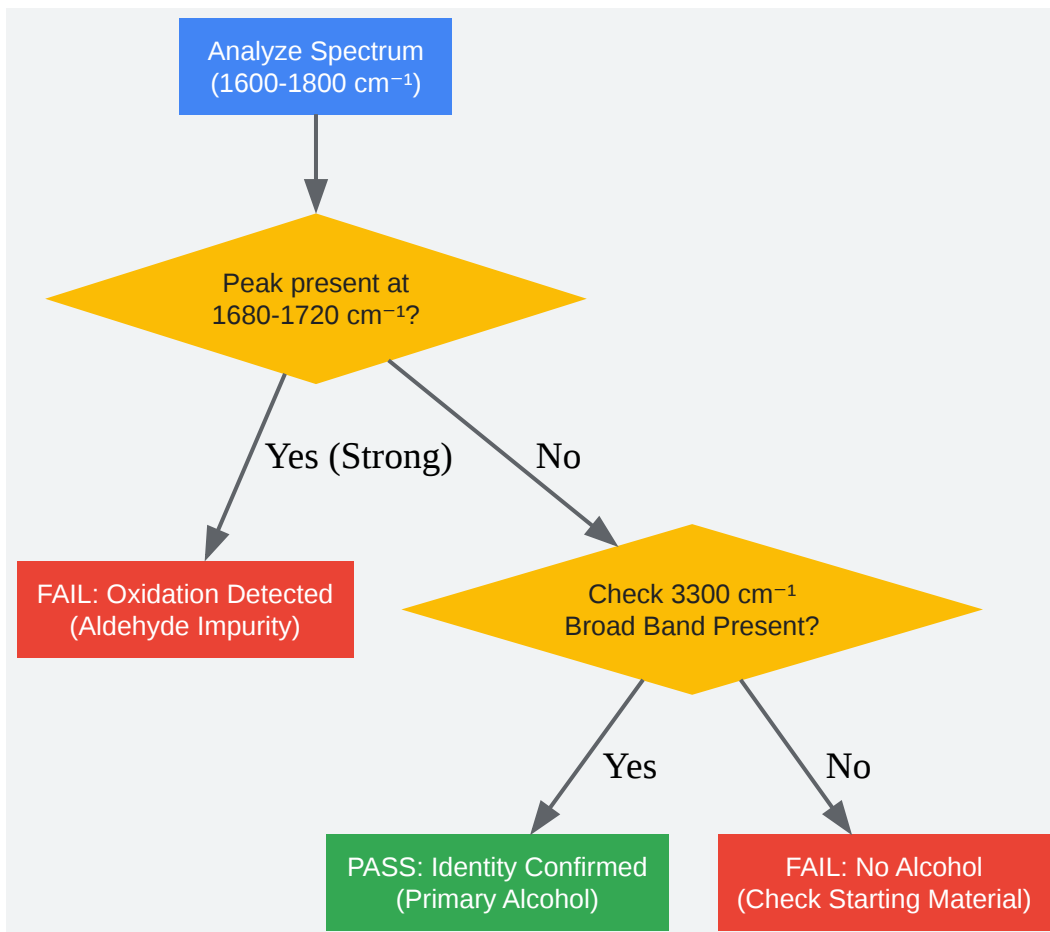 Analyze Spectrum
(1600-1800 cm⁻¹)
Peak present at
1680-1720 cm⁻¹?
Yes (Strong)
No
FAIL: Oxidation Detected
(Aldehyde Impurity)
Check 3300 cm⁻¹
Broad Band Present?
Yes
No
PASS: Identity Confirmed
(Primary Alcohol)
FAIL: No Alcohol
(Check Starting Material)